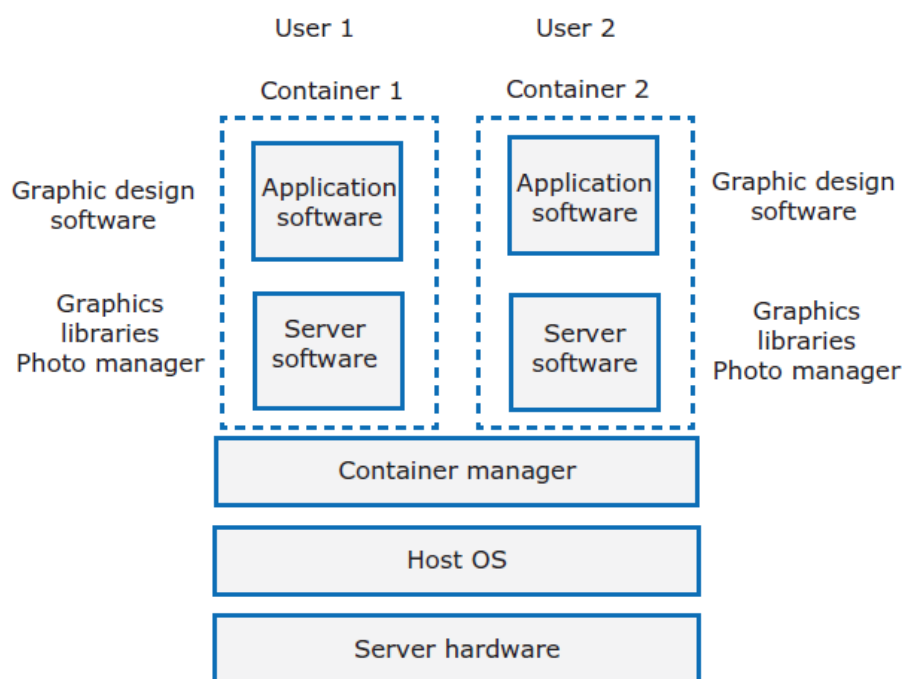 User 1
User 2
Container 1
Container 2
Graphic design
software
Application
software
Application
software
Graphic design
software
Graphics
libraries
Photo manager
Server
software
Server
software
Graphics
libraries
Photo manager
Container manager
Host OS
Server hardware